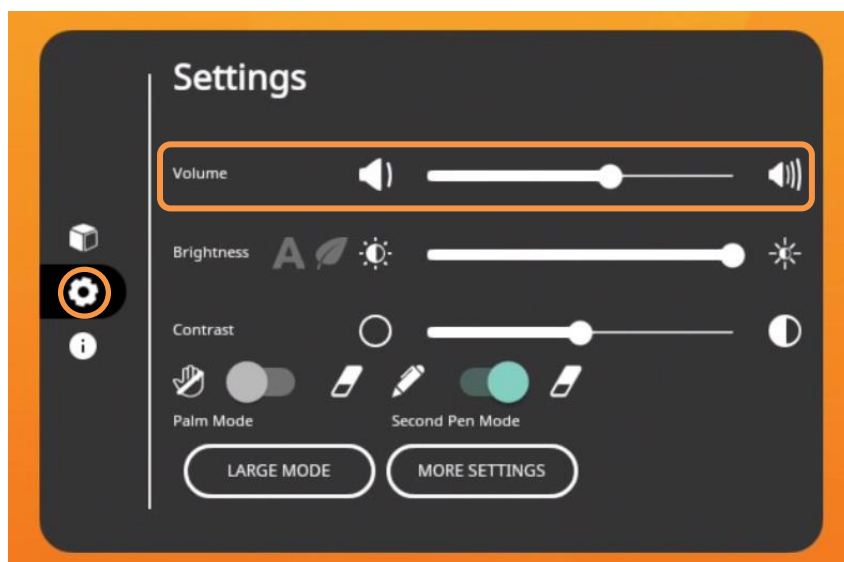 Settings
Volume
Brightness A
Contrast
Palm Mode
Second Pen Mode
LARGE MODE
MORE SETTINGS